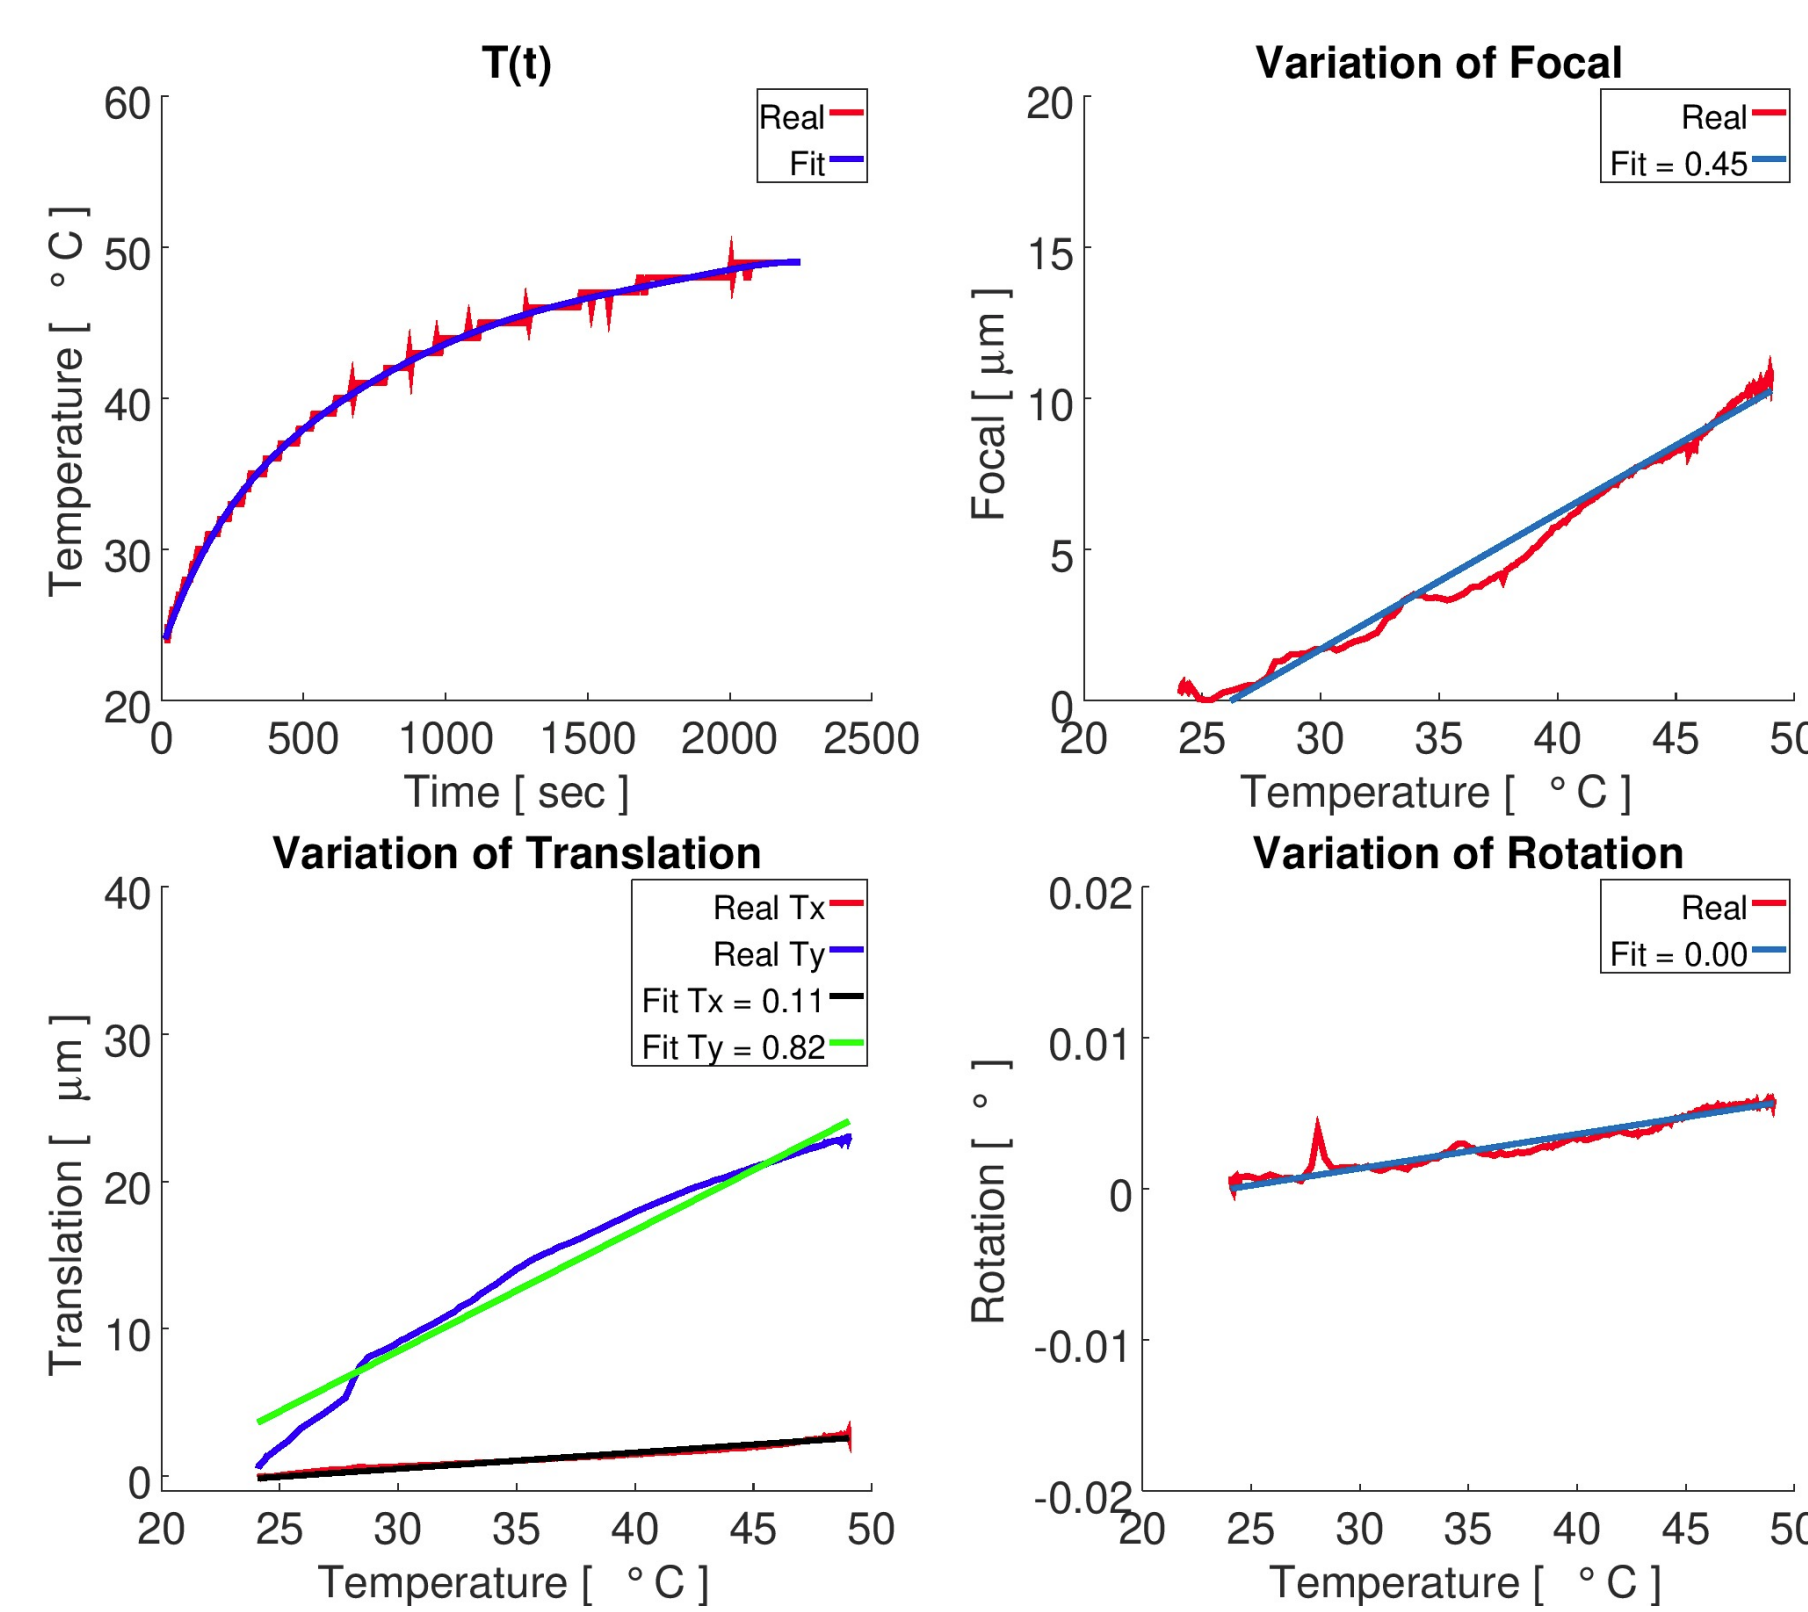 T(t)
60
50
40
30
20
0
500
1000
1500
2000
2500
Temperature [ °C ]
Time [ sec ]
Real
Fit
Variation of Focal
20
15
10
5
0
20
25
30
35
40
45
Focal [ μm ]
Temperature [ °C ]
Real
Fit = 0.45
Variation of Translation
40
30
20
10
0
20
25
30
35
40
45
50
Translation [ μm ]
Temperature [ °C ]
Real Tx
Real Ty
Fit Tx = 0.11
Fit Ty = 0.82
Variation of Rotation
0.02
0.01
0
-0.01
-0.02
20
25
30
35
40
45
Rotation [ ° ]
Temperature [ °C ]
Real
Fit = 0.00